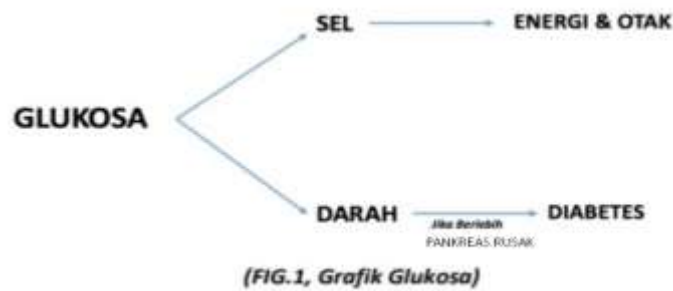 SEL
ENERGI & OTAK
GLUKOSA
DARAH
Jika Berlebih
PANKREAS RUSAK
DIABETES
(FIG.1, Grafik Glukosa)